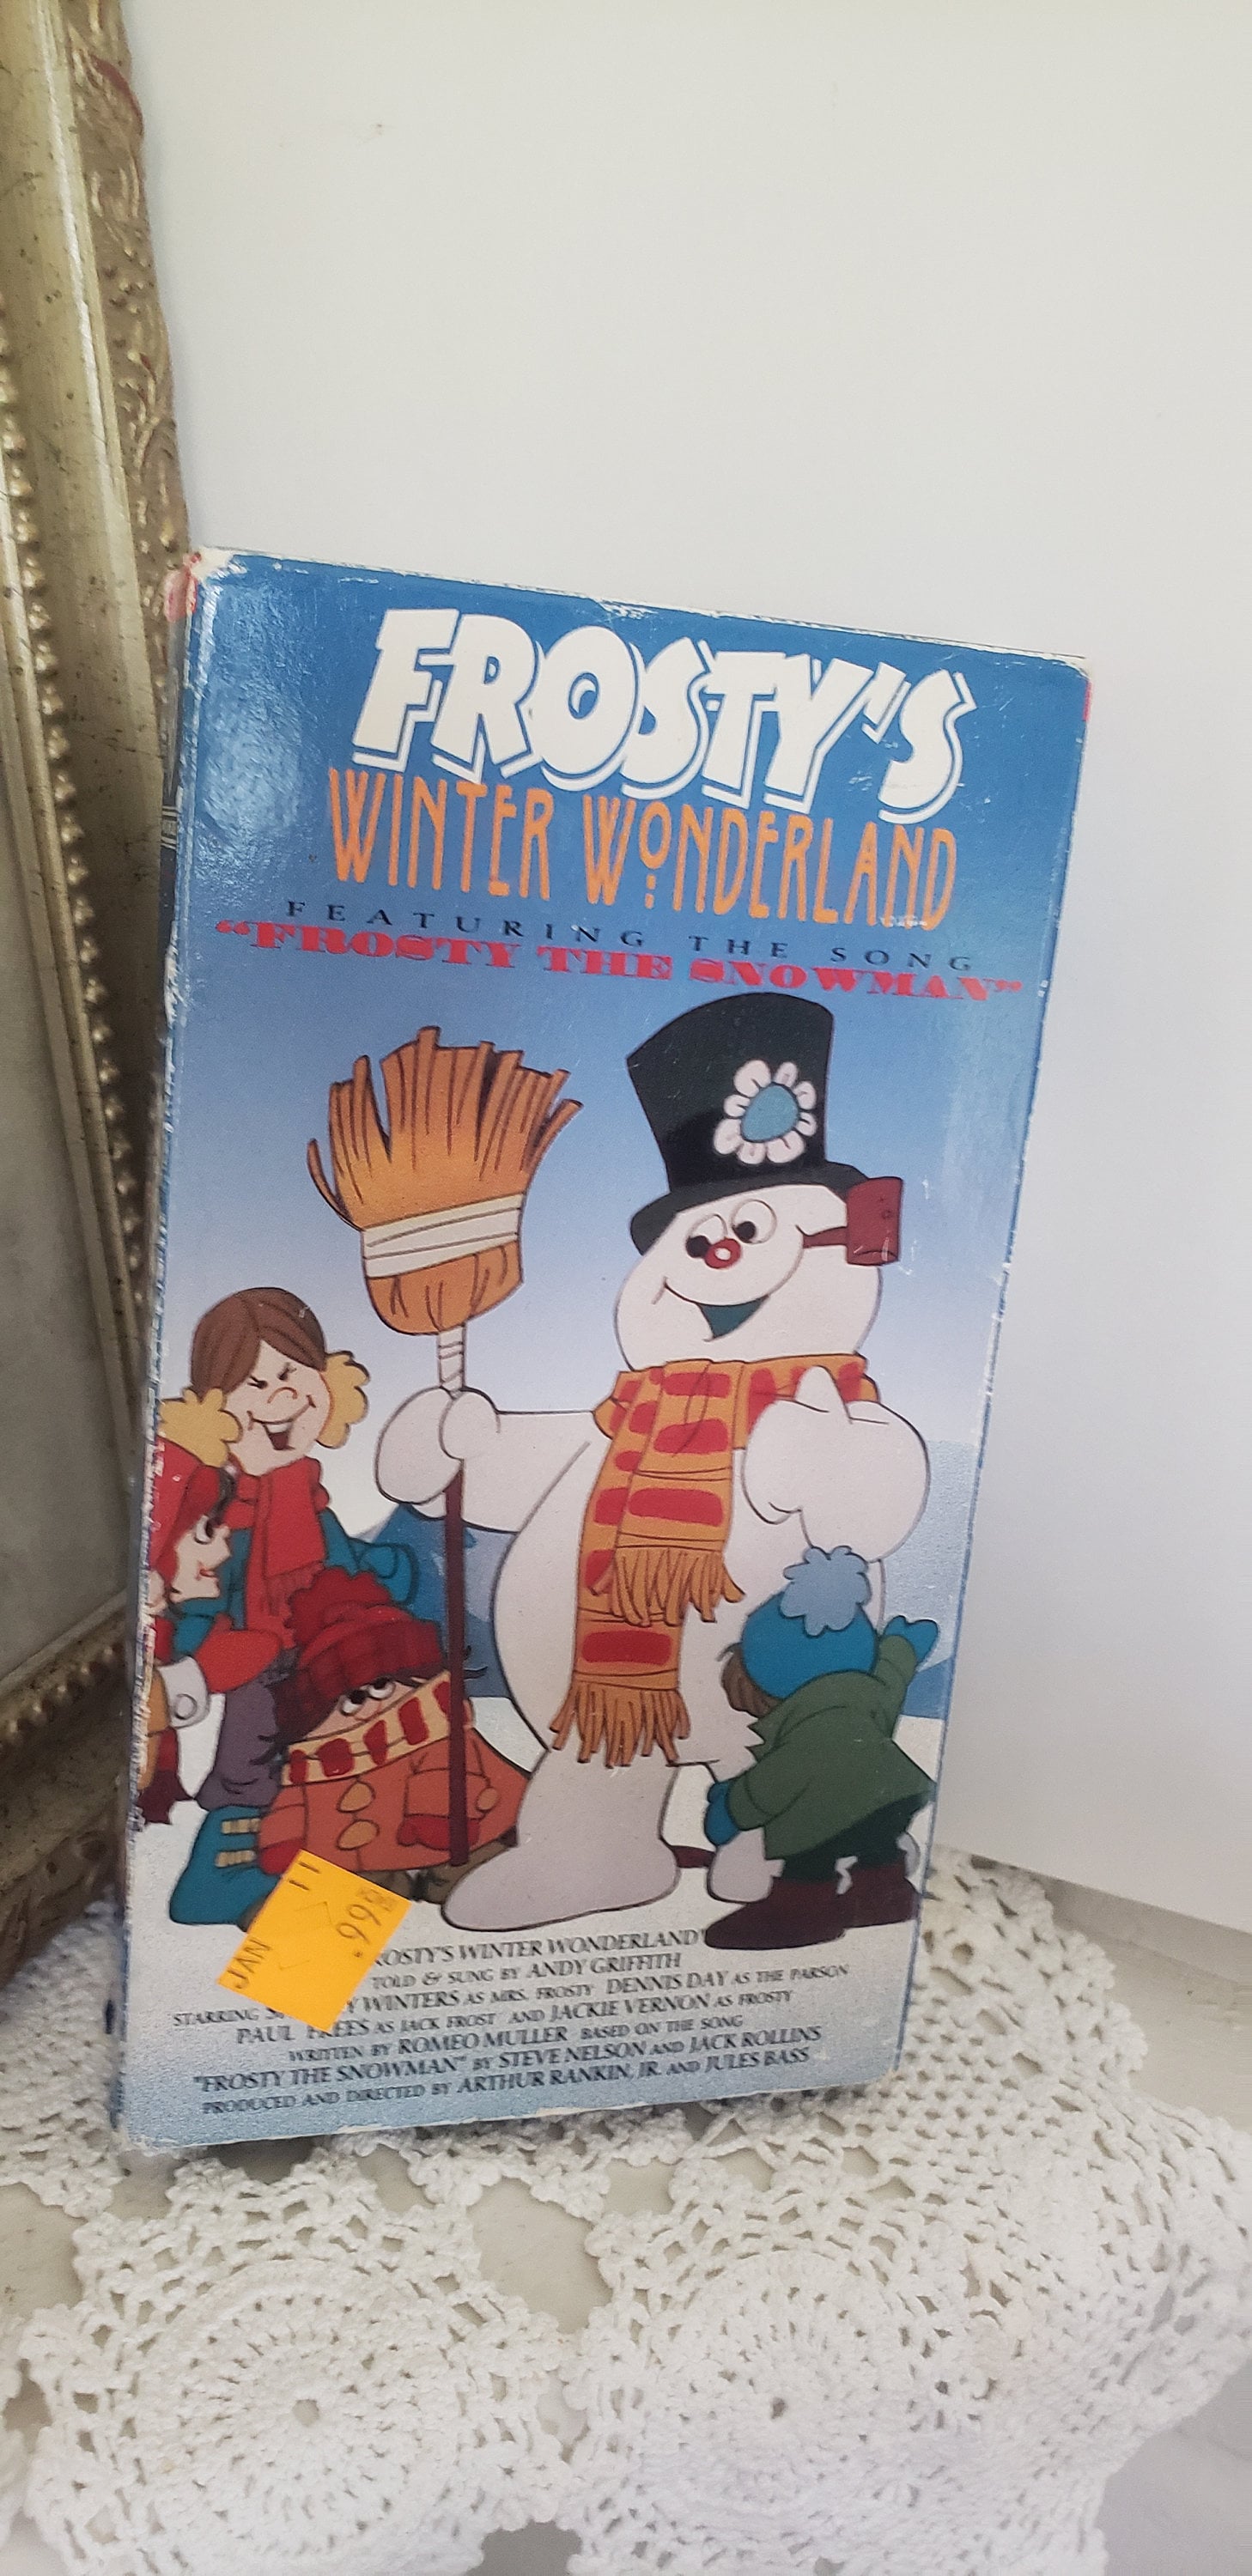 FROSTY'S
WINTER WONDERLAND
FEATURING THE SONG
"FROSTY THE SNOWMAN"
JAN 11
.99
ROSTY'S WINTER WONDERLAND"
TOLD & SUNG BY ANDY GRIFFITH
STARRING WINTERS AS MRS. FROSTY DENNIS DAY AS THE PARSON
PAUL FREES AS JACK FROST AND JACKIE VERNON AS FROSTY
WRITTEN BY ROMEO MULLER BASED ON THE SONG
"FROSTY THE SNOWMAN" BY STEVE NELSON AND JACK ROLLINS
PRODUCED AND DIRECTED BY ARTHUR RANKIN, JR. AND JULES BASS